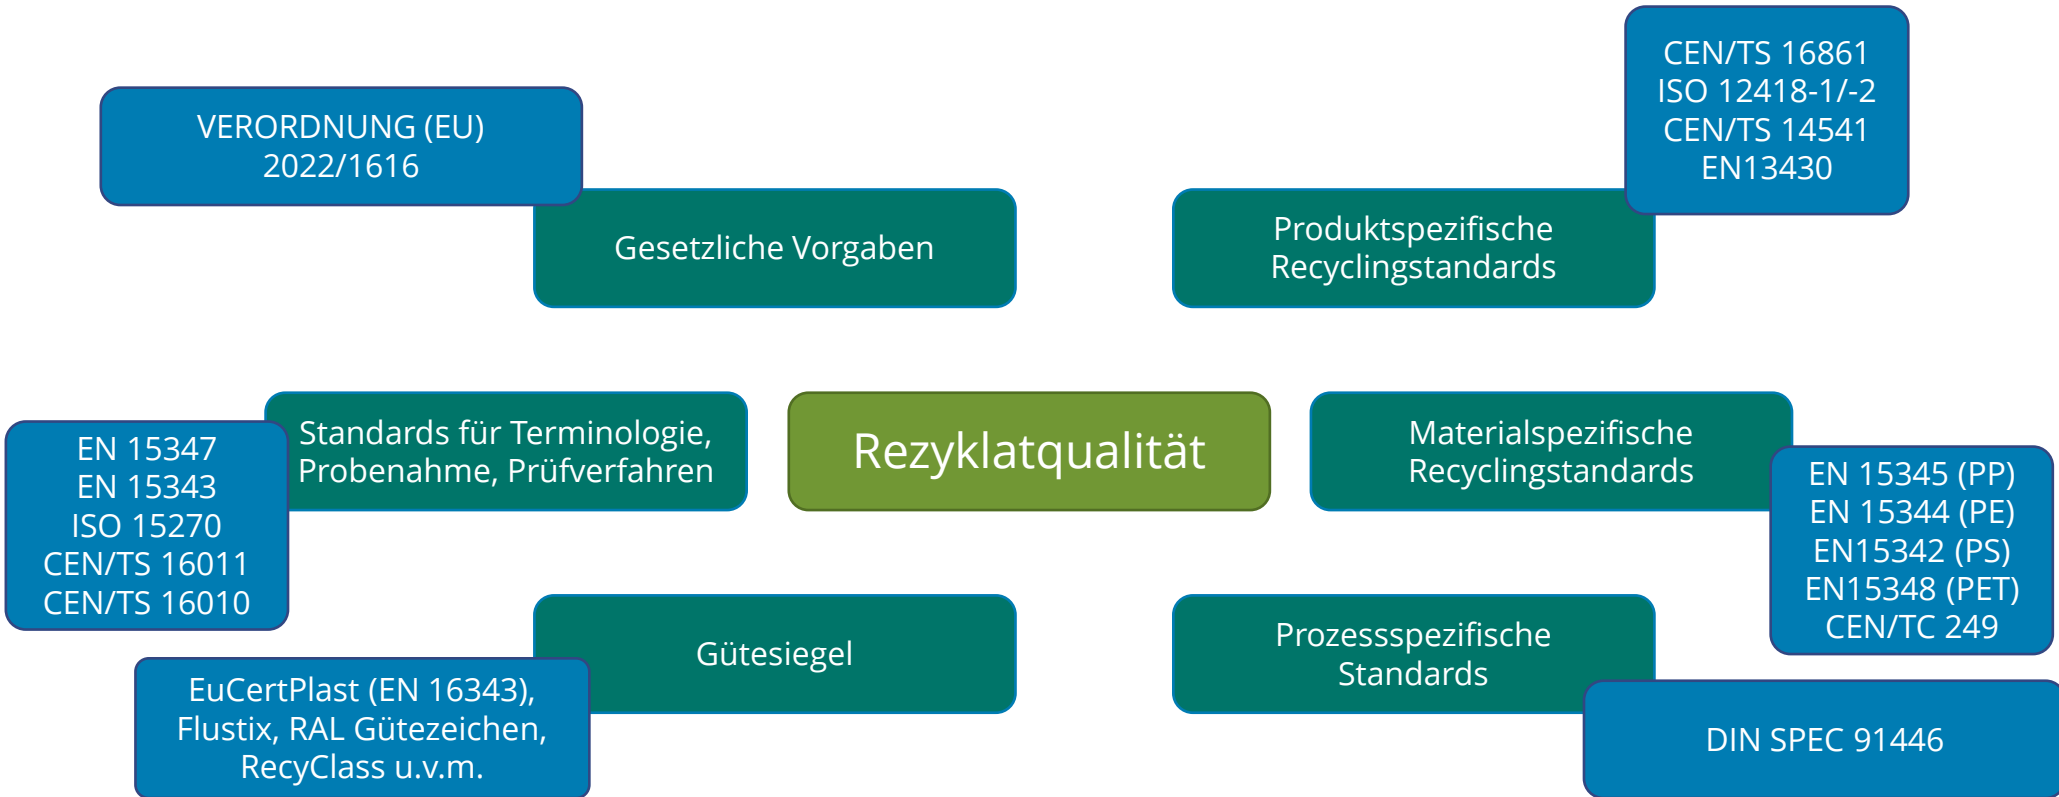 VERORDNUNG (EU)
2022/1616
Gesetzliche Vorgaben
CEN/TS 16861
ISO 12418-1/-2
CEN/TS 14541
EN13430
Produktspezifische
Recyclingstandards
EN 15347
EN 15343
ISO 15270
CEN/TS 16011
CEN/TS 16010
Standards für Terminologie,
Probenahme, Prüfverfahren
Rezyklatqualität
Materialspezifische
Recyclingstandards
EN 15345 (PP)
EN 15344 (PE)
EN15342 (PS)
EN15348 (PET)
CEN/TC 249
Gütesiegel
EuCertPlast (EN 16343),
Flustix, RAL Gütezeichen,
RecyClass u.v.m.
Prozessspezifische
Standards
DIN SPEC 91446